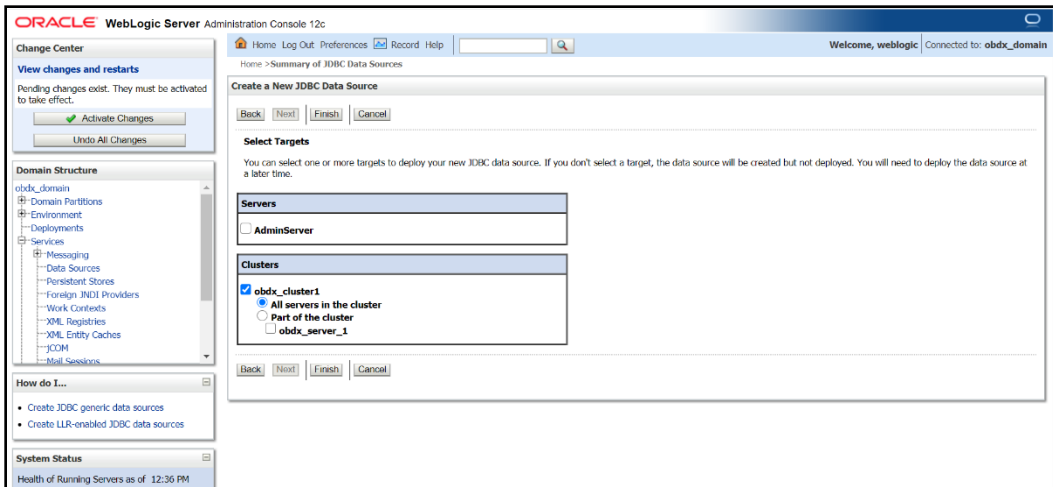 ORACLE WebLogic Server Administration Console 12c
Change Center
View changes and restarts
Pending changes exist. They must be activated
to take effect.
Activate Changes
Undo All Changes
Domain Structure
obdx_domain
Domain Partitions
Environment
Deployments
Services
Messaging
Data Sources
Persistent Stores
Foreign JNDI Providers
Work Contexts
XML Registries
XML Entity Caches
jCOM
Mail Sessions
How do I...
Create JDBC generic data sources
Create LLR-enabled JDBC data sources
System Status
Health of Running Servers as of 12:36 PM
Home Log Out Preferences Record Help
Welcome, weblogic Connected to: obdx_domain
Home >Summary of JDBC Data Sources
Create a New JDBC Data Source
Back Next Finish Cancel
Select Targets
You can select one or more targets to deploy your new JDBC data source. If you don't select a target, the data source will be created but not deployed. You will need to deploy the data source at
a later time.
Servers
AdminServer
Clusters
obdx_cluster1
All servers in the cluster
Part of the cluster
obdx_server_1
Back Next Finish Cancel